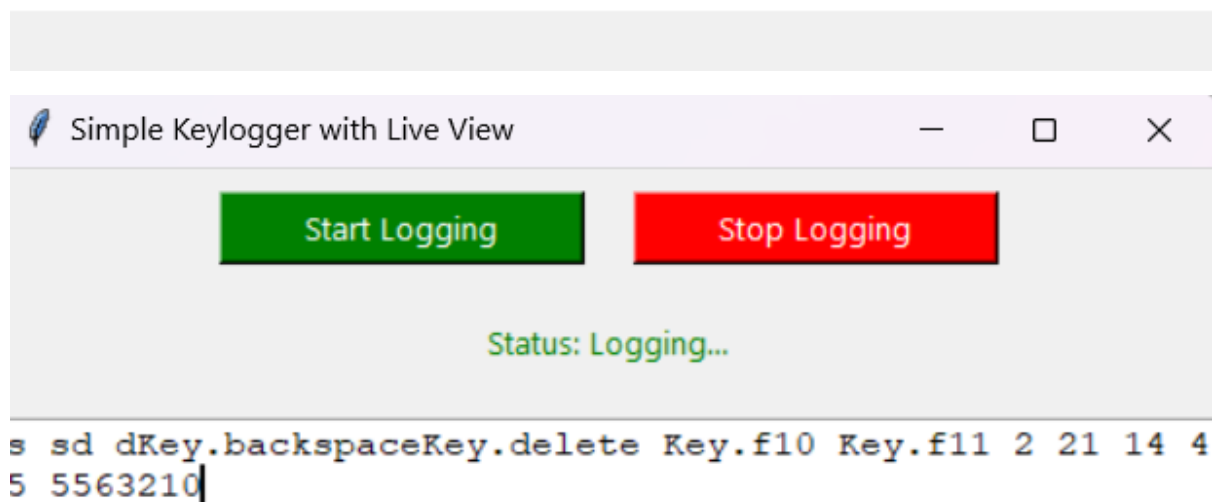 Simple Keylogger with Live View
Start Logging Stop Logging
Status: Logging...
s sd dKey.backspaceKey.delete Key.f10 Key.f11 2 21 14 4
5 5563210